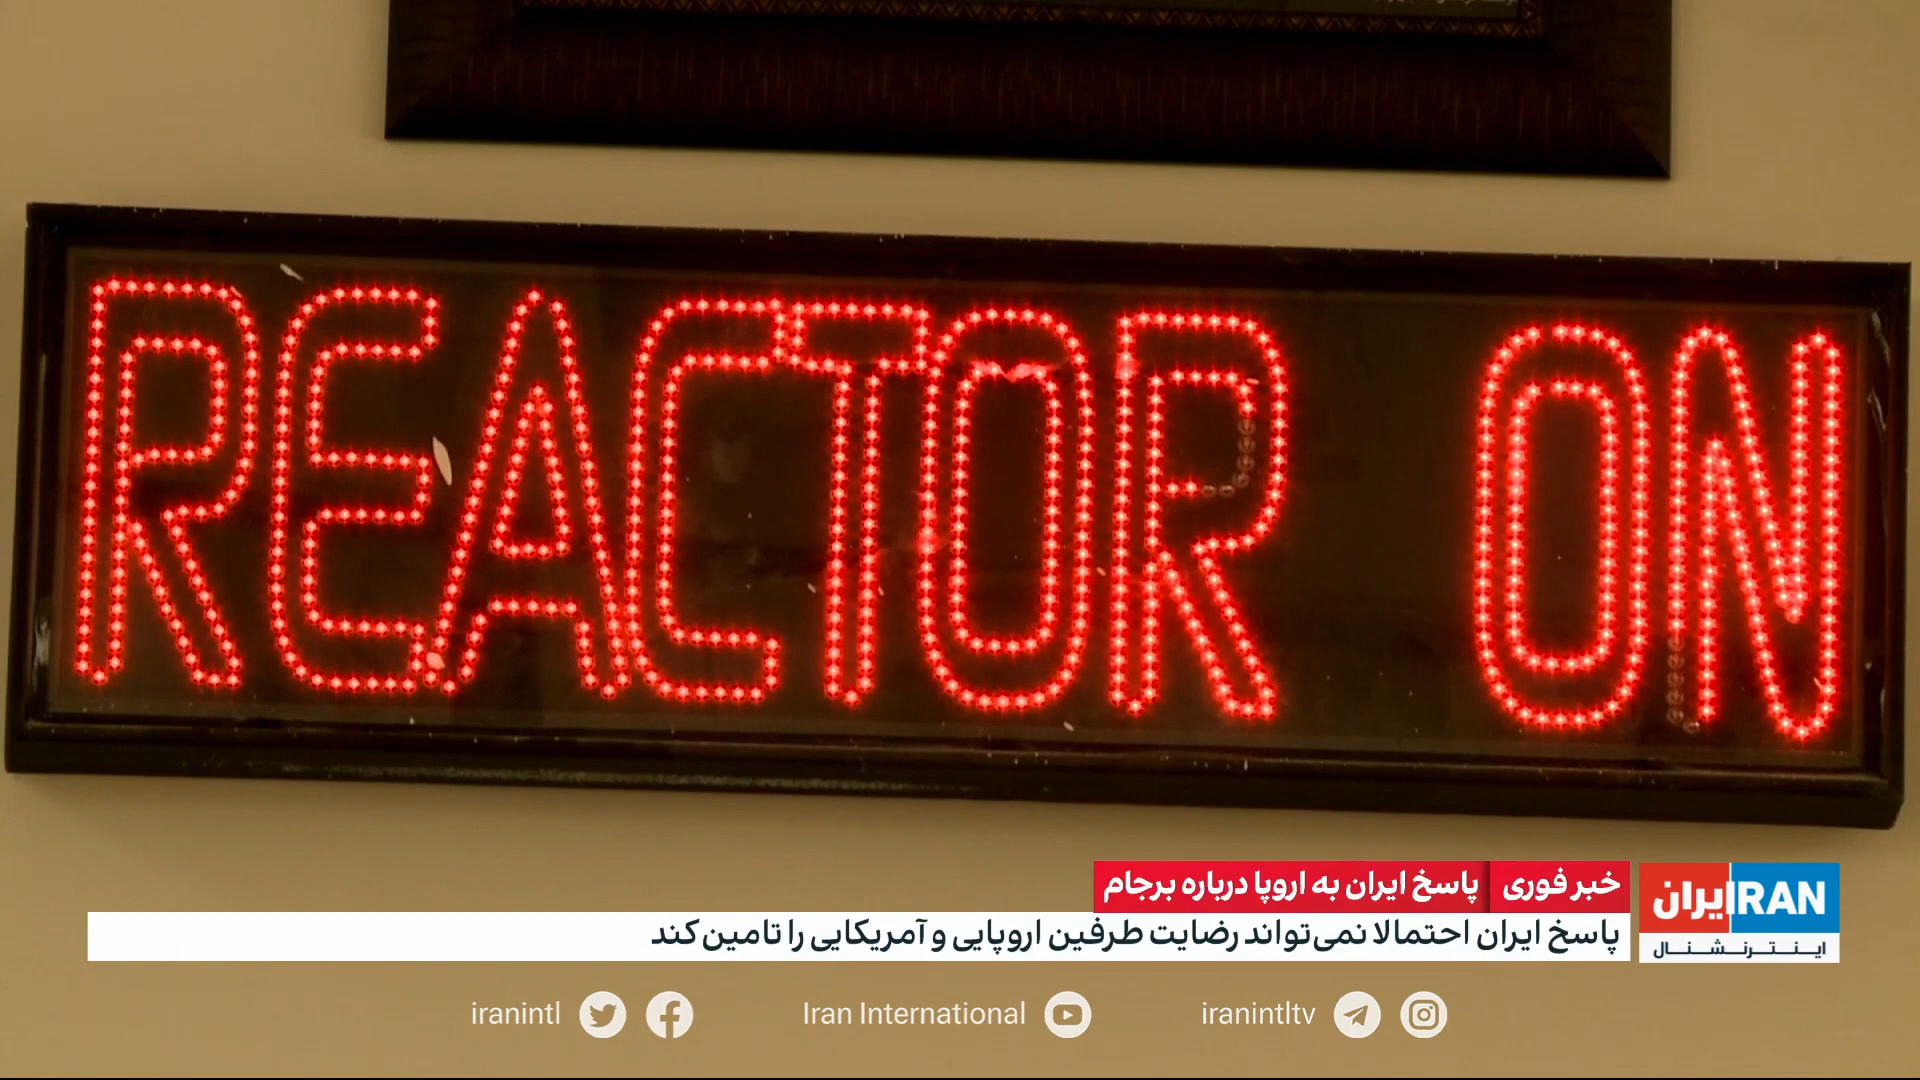 REACTOR ON
خبر فوری پاسخ ایران به اروپا درباره برجام
پاسخ ایران احتمالا نمی‌تواند رضایت طرفین اروپایی و آمریکایی را تامین کند
ایران IRAN
اینترنشنال
iranintl Iran International iranintltv